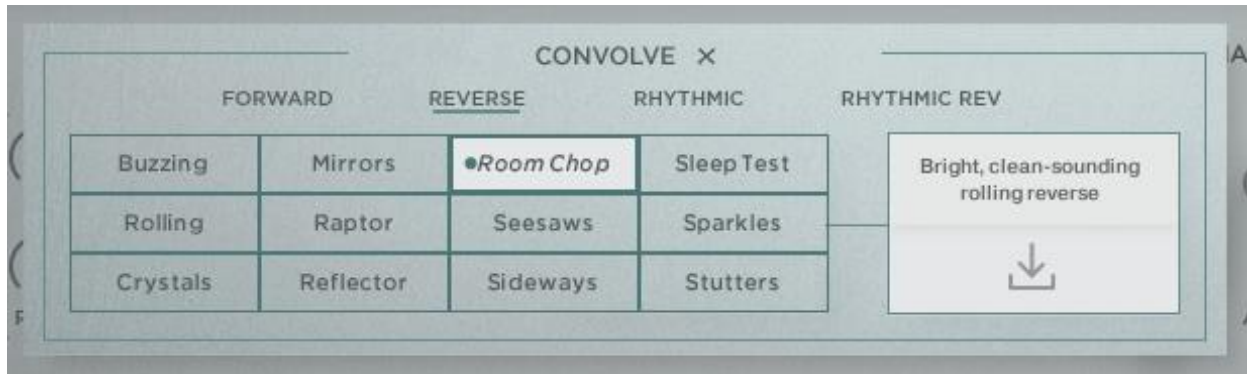 CONVOLVE ×
FORWARD REVERSE RHYTHMIC RHYTHMIC REV
Buzzing Mirrors Room Chop Sleep Test
Rolling Raptor Seesaws Sparkles
Crystals Reflector Sideways Stutters
Bright, clean-sounding
rolling reverse